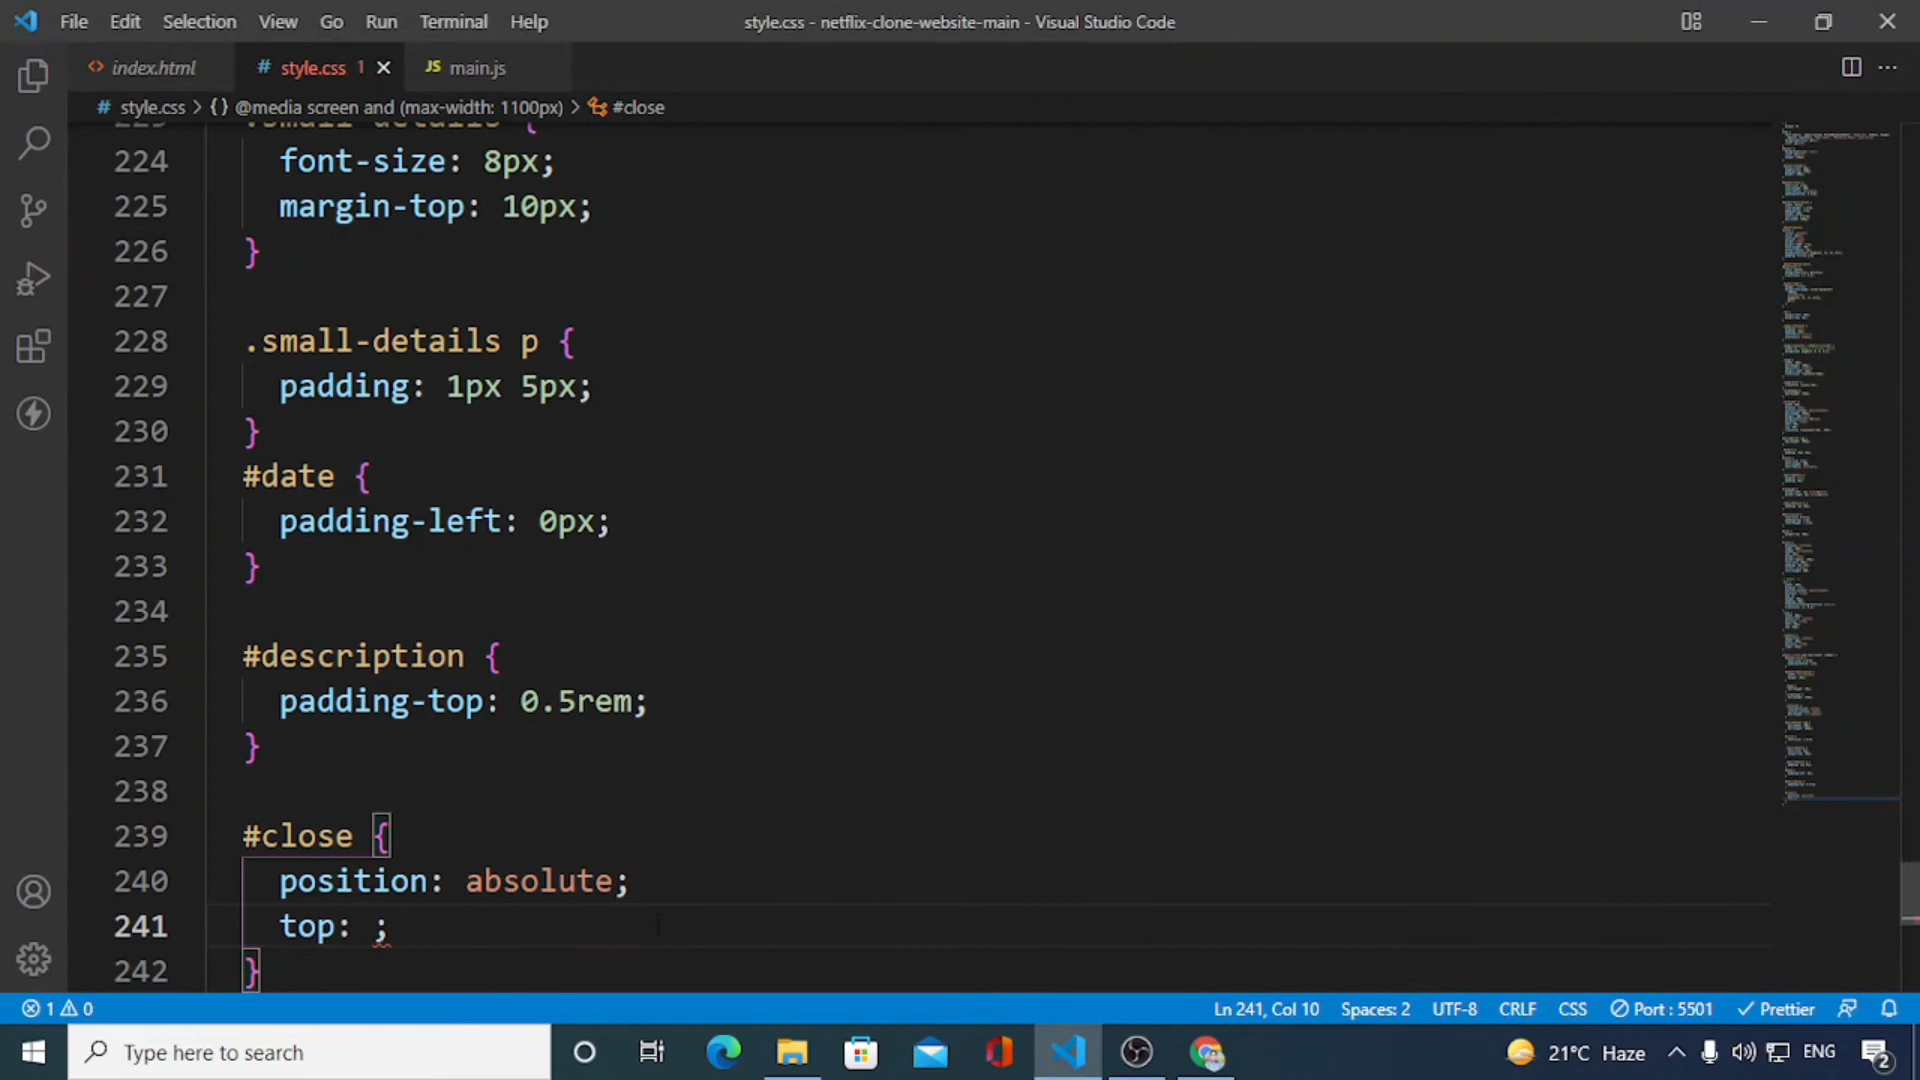 File Edit Selection View Go Run Terminal Help
style.css - netflix-clone-website-main - Visual Studio Code
index.html
# style.css 1
JS main.js
# style.css > {} @media screen and (max-width: 1100px) > #close
223 .small-details {
224 font-size: 8px;
225 margin-top: 10px;
226 }
227
228 .small-details p {
229 padding: 1px 5px;
230 }
231 #date {
232 padding-left: 0px;
233 }
234
235 #description {
236 padding-top: 0.5rem;
237 }
238
239 #close {
240 position: absolute;
241 top: ;
242 }
1 0
Ln 241, Col 10 Spaces: 2 UTF-8 CRLF CSS Port : 5501 Prettier
Type here to search
21°C Haze
ENG
2